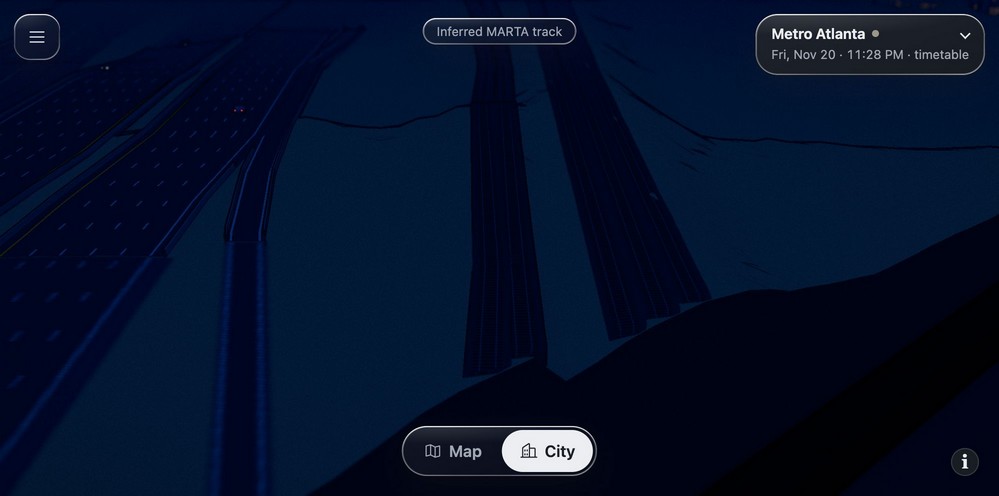 Inferred MARTA track
Metro Atlanta
Fri, Nov 20 · 11:28 PM · timetable
Map
City
i